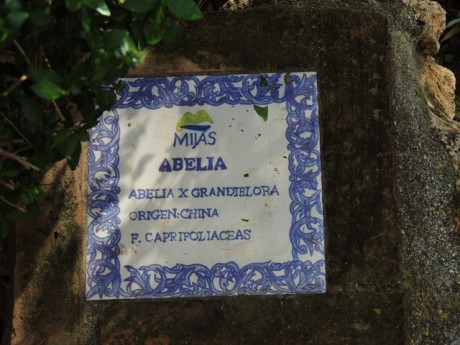 MIJAS
ABELIA
ABELIA X GRANDIFLORA
ORIGEN:CHINA
F. CAPRIFOLIACEAS